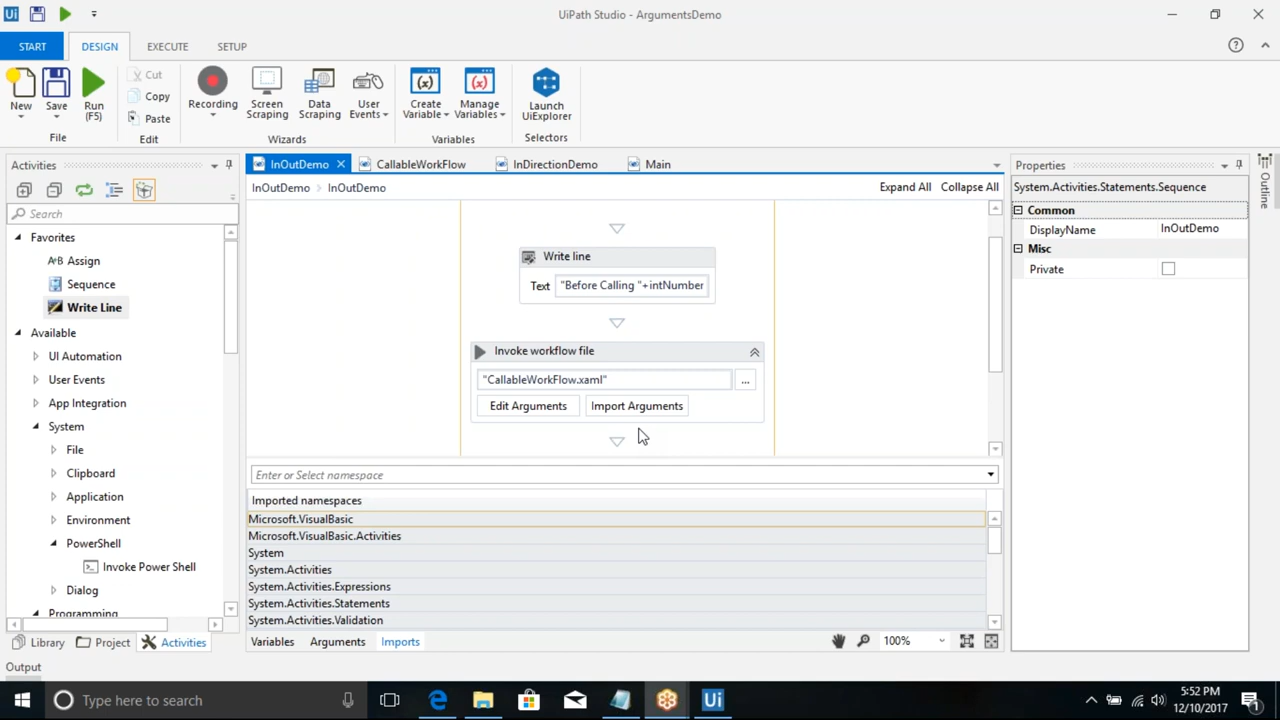 Ui
UiPath Studio - ArgumentsDemo
START
DESIGN
EXECUTE
SETUP
New
Save
Run
(F5)
Cut
Copy
Paste
Recording
Screen
Scraping
Data
Scraping
User
Events
Create
Variable
Manage
Variables
Launch
UiExplorer
File
Edit
Wizards
Variables
Selectors
Activities
Search
Favorites
A+B Assign
Sequence
Write Line
Available
UI Automation
User Events
App Integration
System
File
Clipboard
Application
Environment
PowerShell
Invoke Power Shell
Dialog
Programming
Library
Project
Activities
InOutDemo
CallableWorkFlow
InDirectionDemo
Main
InOutDemo > InOutDemo
Expand All
Collapse All
Write line
Text
"Before Calling "+intNumber
Invoke workflow file
"CallableWorkFlow.xaml"
...
Edit Arguments
Import Arguments
Enter or Select namespace
Imported namespaces
Microsoft.VisualBasic
Microsoft.VisualBasic.Activities
System
System.Activities
System.Activities.Expressions
System.Activities.Statements
System.Activities.Validation
Variables
Arguments
Imports
100%
Properties
System.Activities.Statements.Sequence
Common
DisplayName
InOutDemo
Misc
Private
Outline
Output
Type here to search
Ui
5:52 PM
12/10/2017
1